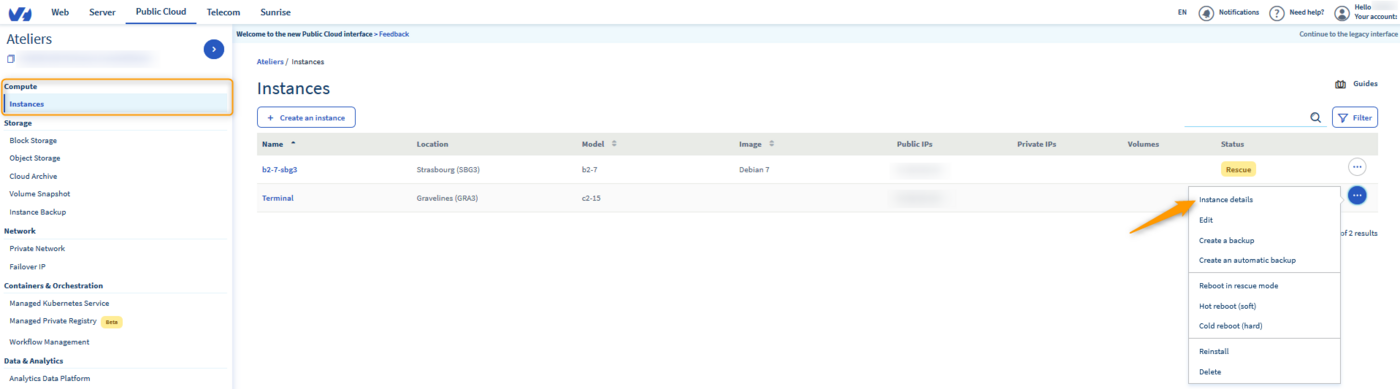 Web Server Public Cloud Telecom Sunrise EN Notifications Need help? Hello
Your account:
Ateliers
Welcome to the new Public Cloud interface > Feedback Continue to the legacy interface
Compute
Instances
Storage
Block Storage
Object Storage
Cloud Archive
Volume Snapshot
Instance Backup
Network
Private Network
Failover IP
Containers & Orchestration
Managed Kubernetes Service
Managed Private Registry Beta
Workflow Management
Data & Analytics
Analytics Data Platform
Ateliers / Instances
Instances
Guides
+ Create an instance
Filter
Name Location Model Image Public IPs Private IPs Volumes Status
b2-7-sbg3 Strasbourg (SBG3) b2-7 Debian 7 Rescue ...
Terminal Gravelines (GRA3) c2-15 ...
of 2 results
Instance details
Edit
Create a backup
Create an automatic backup
Reboot in rescue mode
Hot reboot (soft)
Cold reboot (hard)
Reinstall
Delete